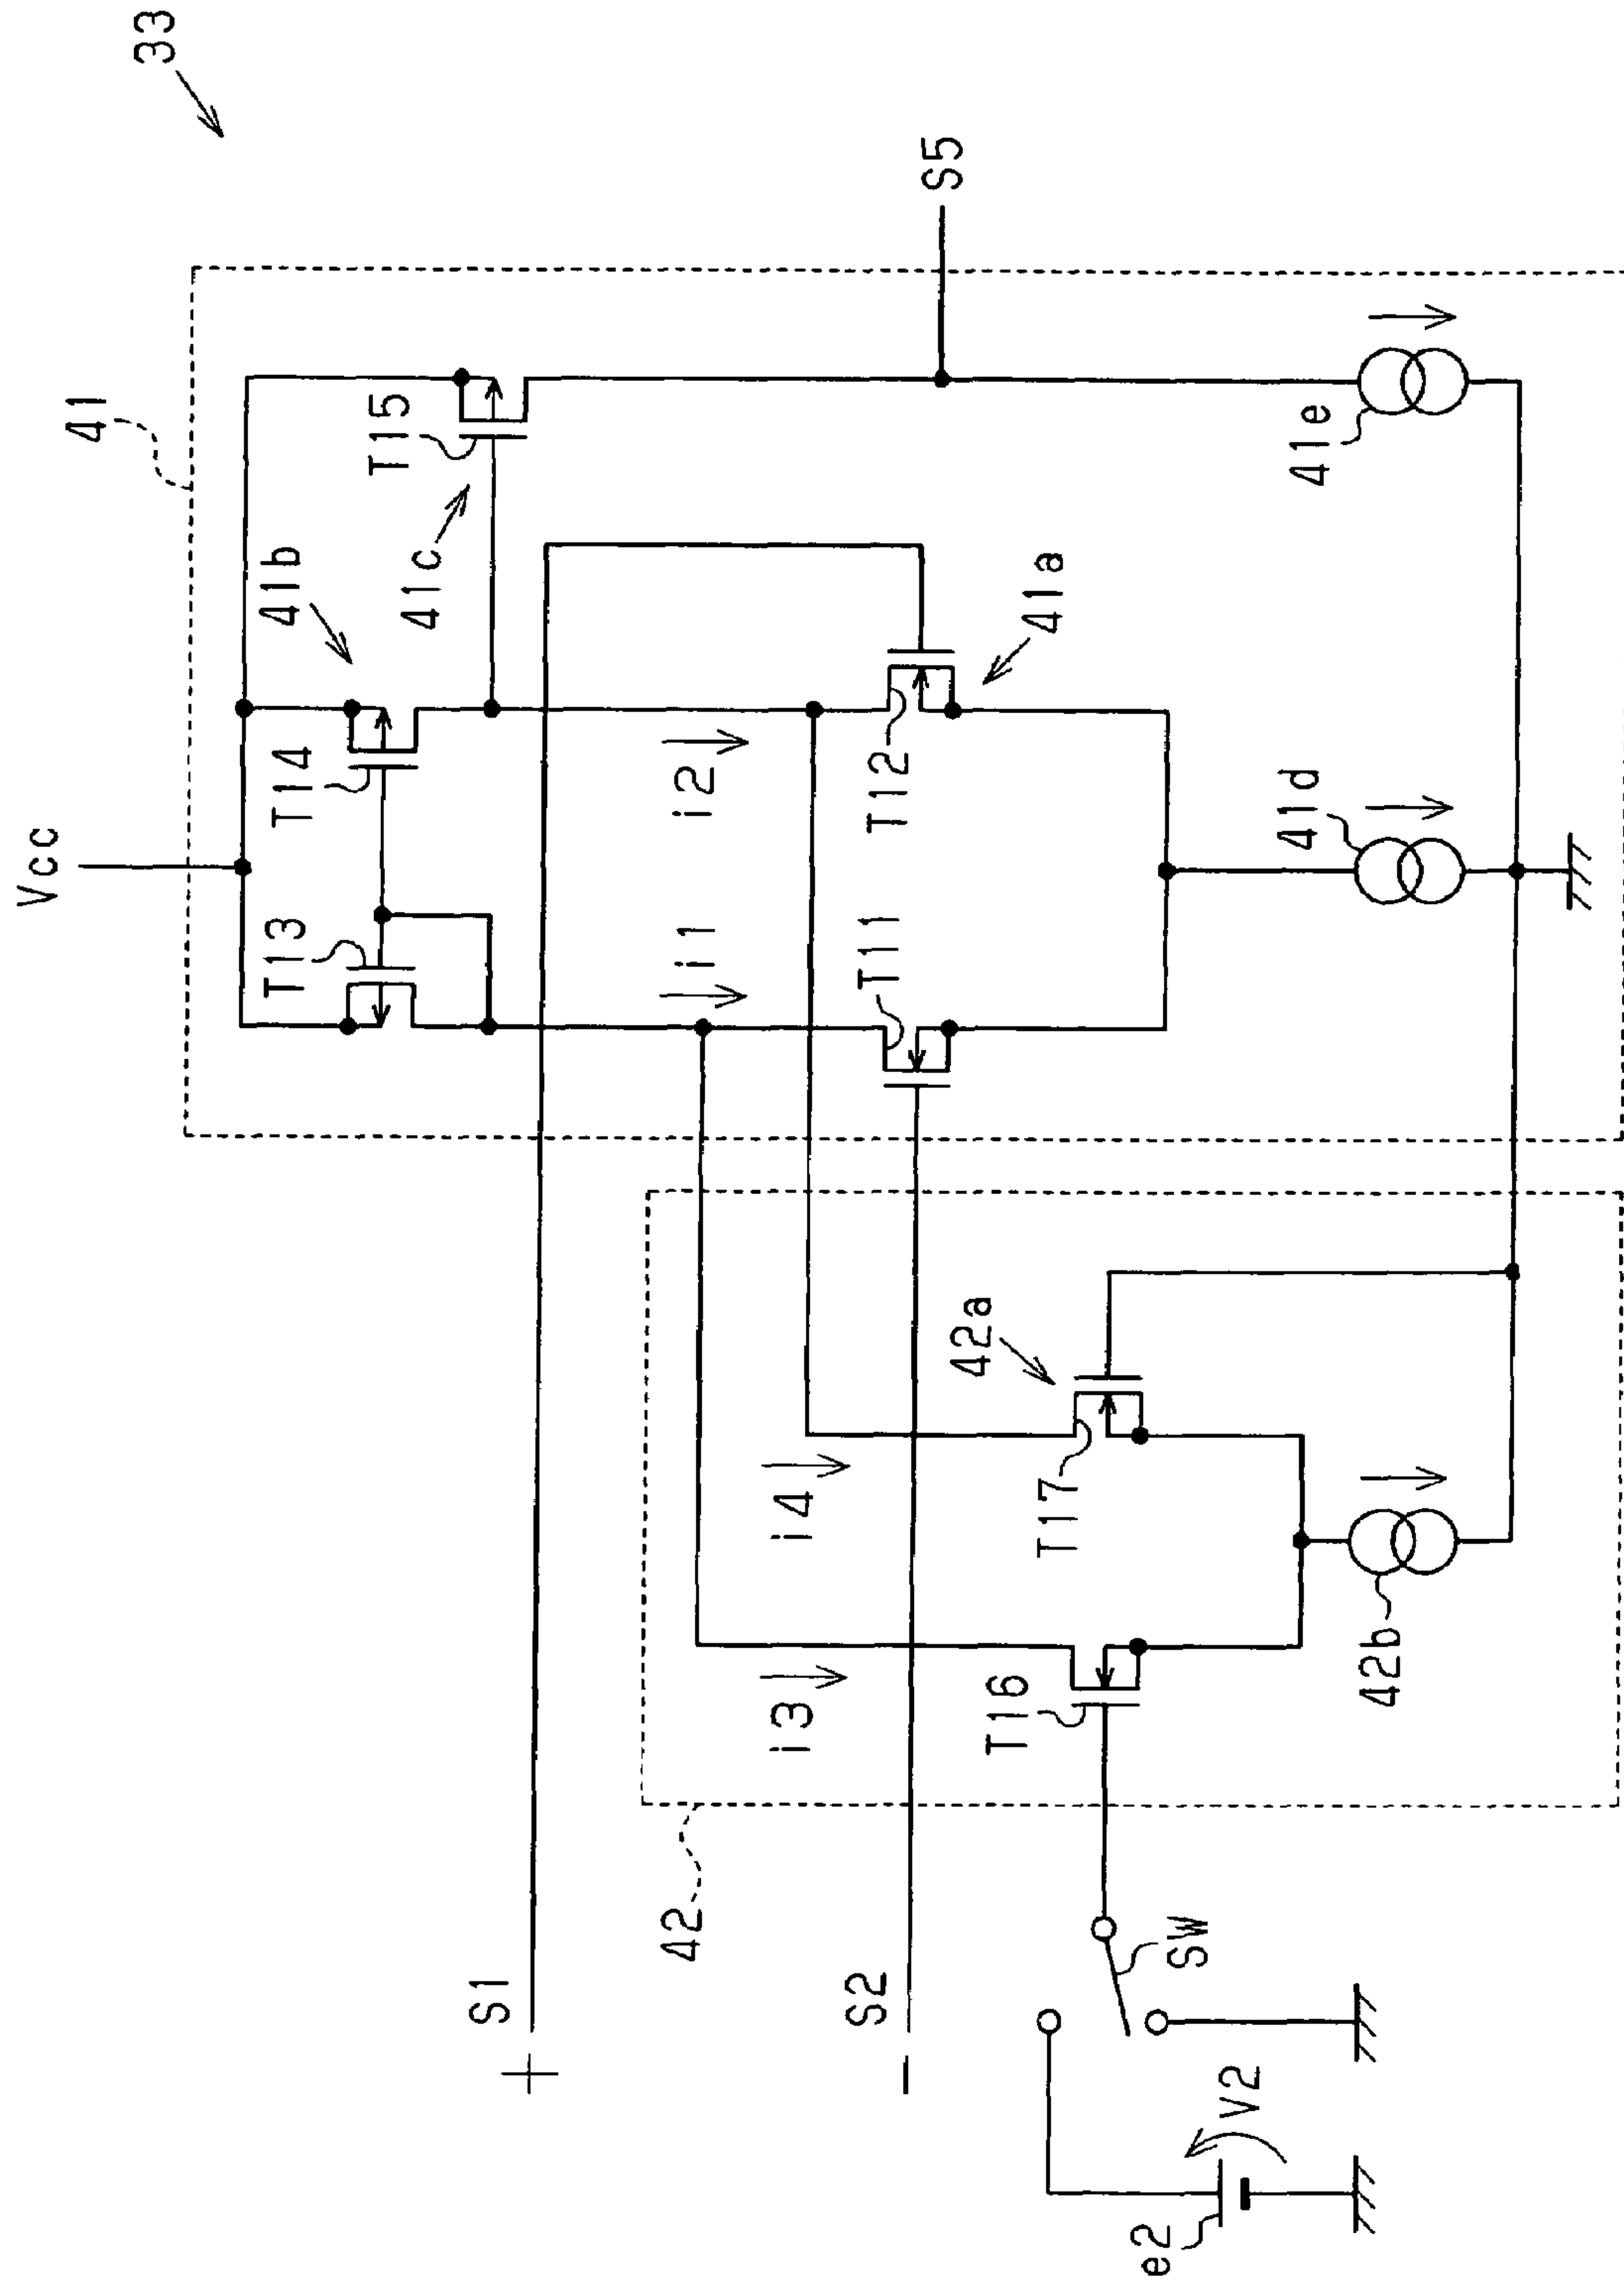 33
41
Vcc
S5
T13
T14
T15
41b
41c
i1
i2
T11
T12
41a
41d
41e
S1
+
S2
-
42
i3
i4
T16
T17
42a
42b
SW
e2
V2